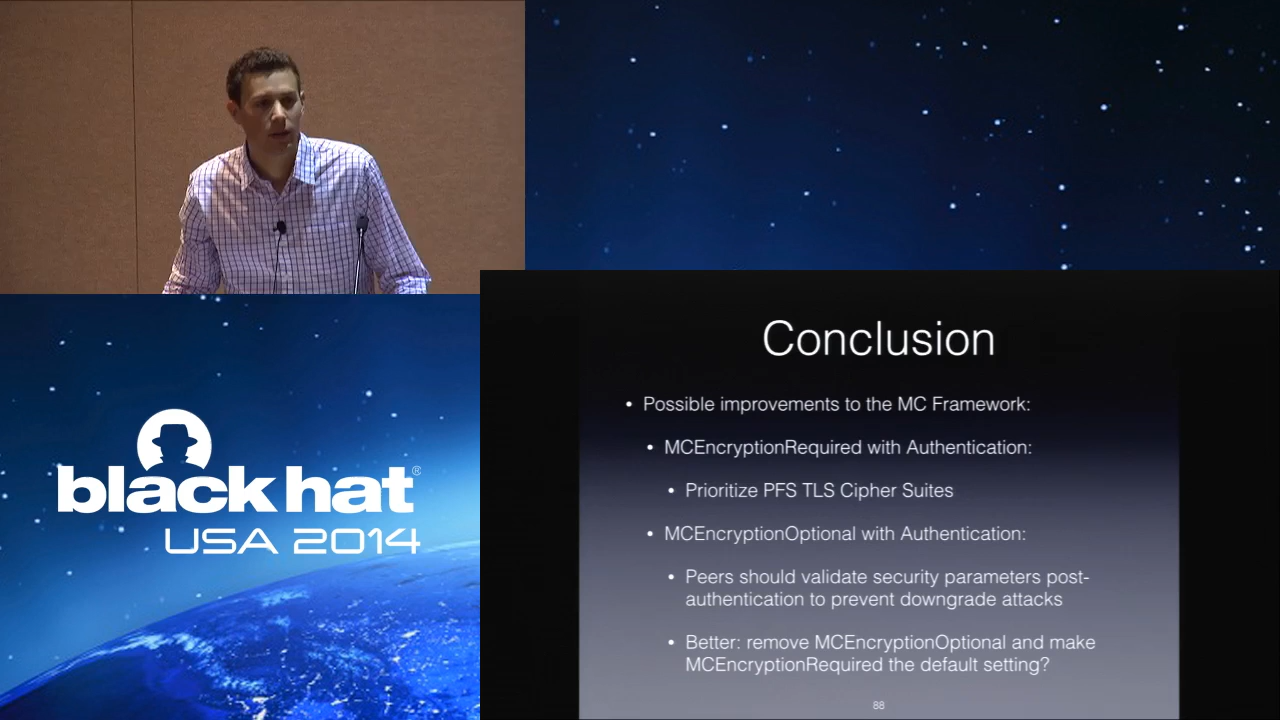 black hat®
USA 2014
Conclusion
• Possible improvements to the MC Framework:
• MCEncryptionRequired with Authentication:
• Prioritize PFS TLS Cipher Suites
• MCEncryptionOptional with Authentication:
• Peers should validate security parameters post-
authentication to prevent downgrade attacks
• Better: remove MCEncryptionOptional and make
MCEncryptionRequired the default setting?
88